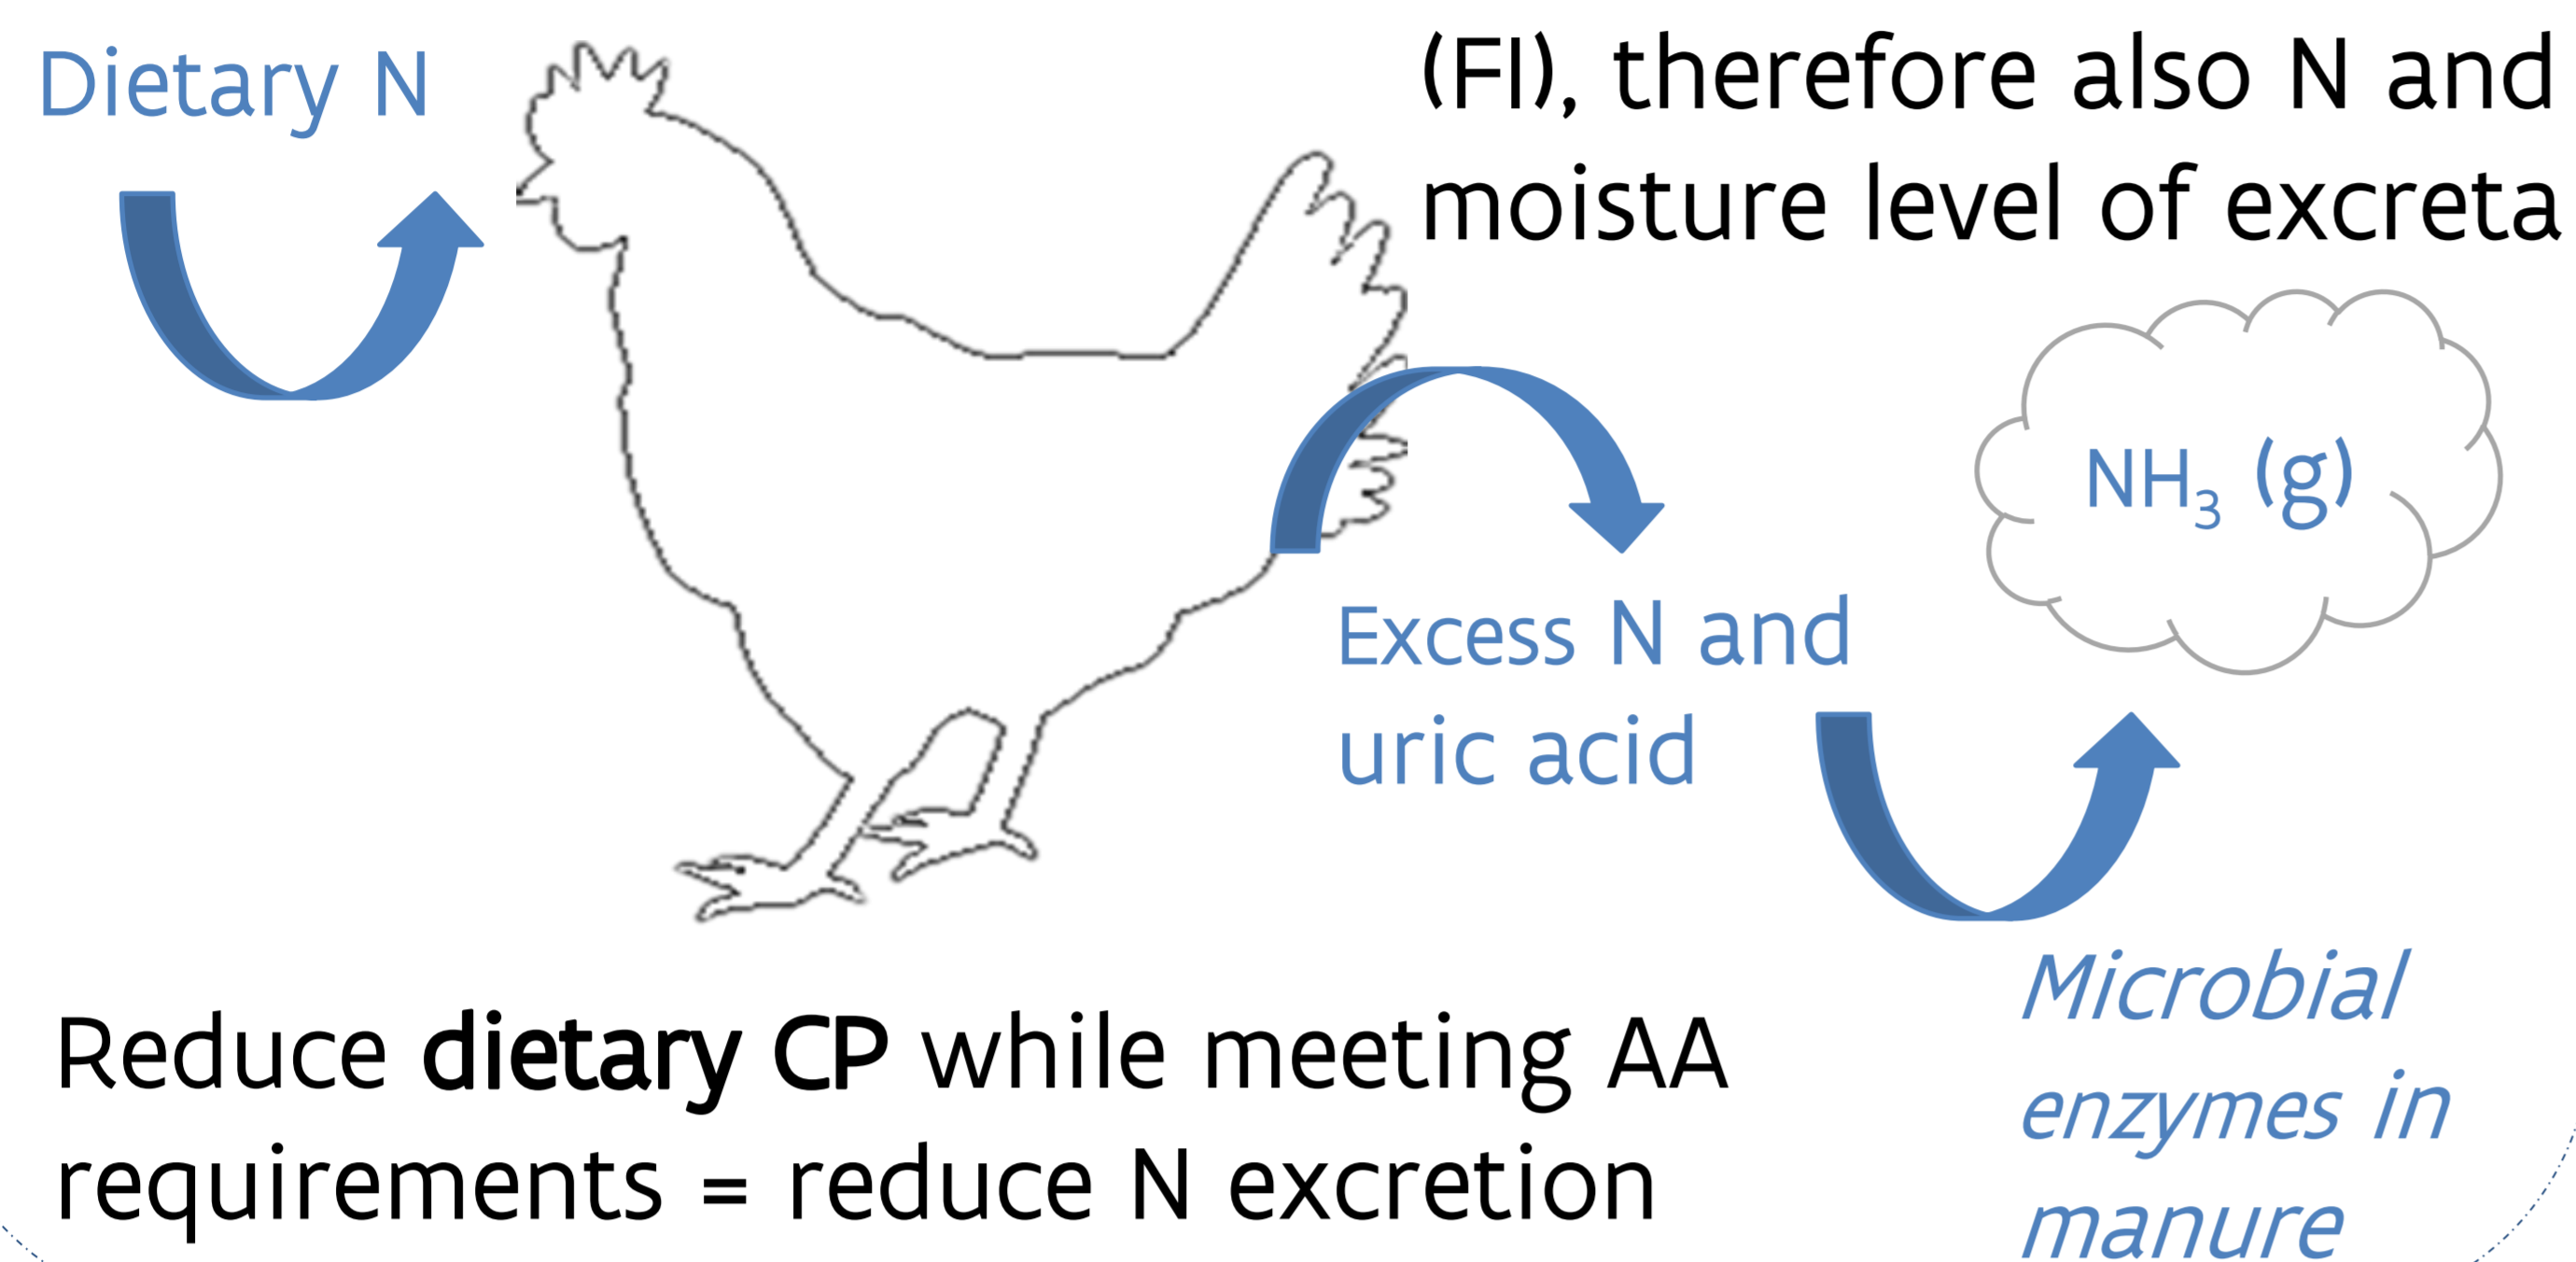 Dietary N
(FI), therefore also N and
moisture level of excreta
NH₃ (g)
Excess N and
uric acid
Microbial
enzymes in
manure
Reduce dietary CP while meeting AA
requirements = reduce N excretion